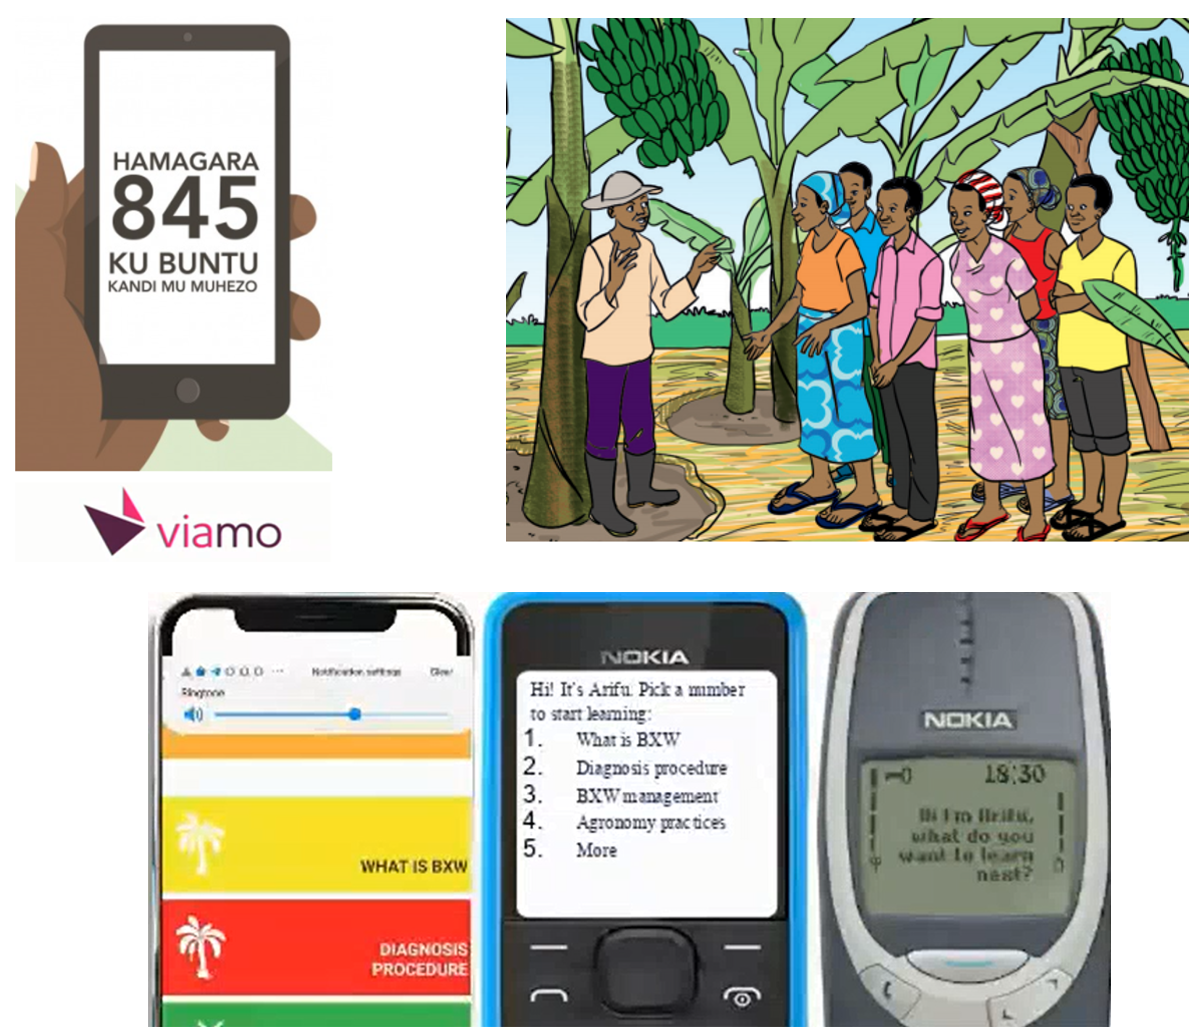 HAMAGARA
845
KU BUNTU
KANDI MU MUHEZO
viamo
Notification settings
Clear
Ringtone
WHAT IS BXW
DIAGNOSIS
PROCEDURE
NOKIA
Hi! It's Arifu. Pick a number
to start learning:
1. What is BXW
2. Diagnosis procedure
3. BXW management
4. Agronomy practices
5. More
NOKIA
18:30
Hi I'm Arifu,
what do you
want to learn
next?